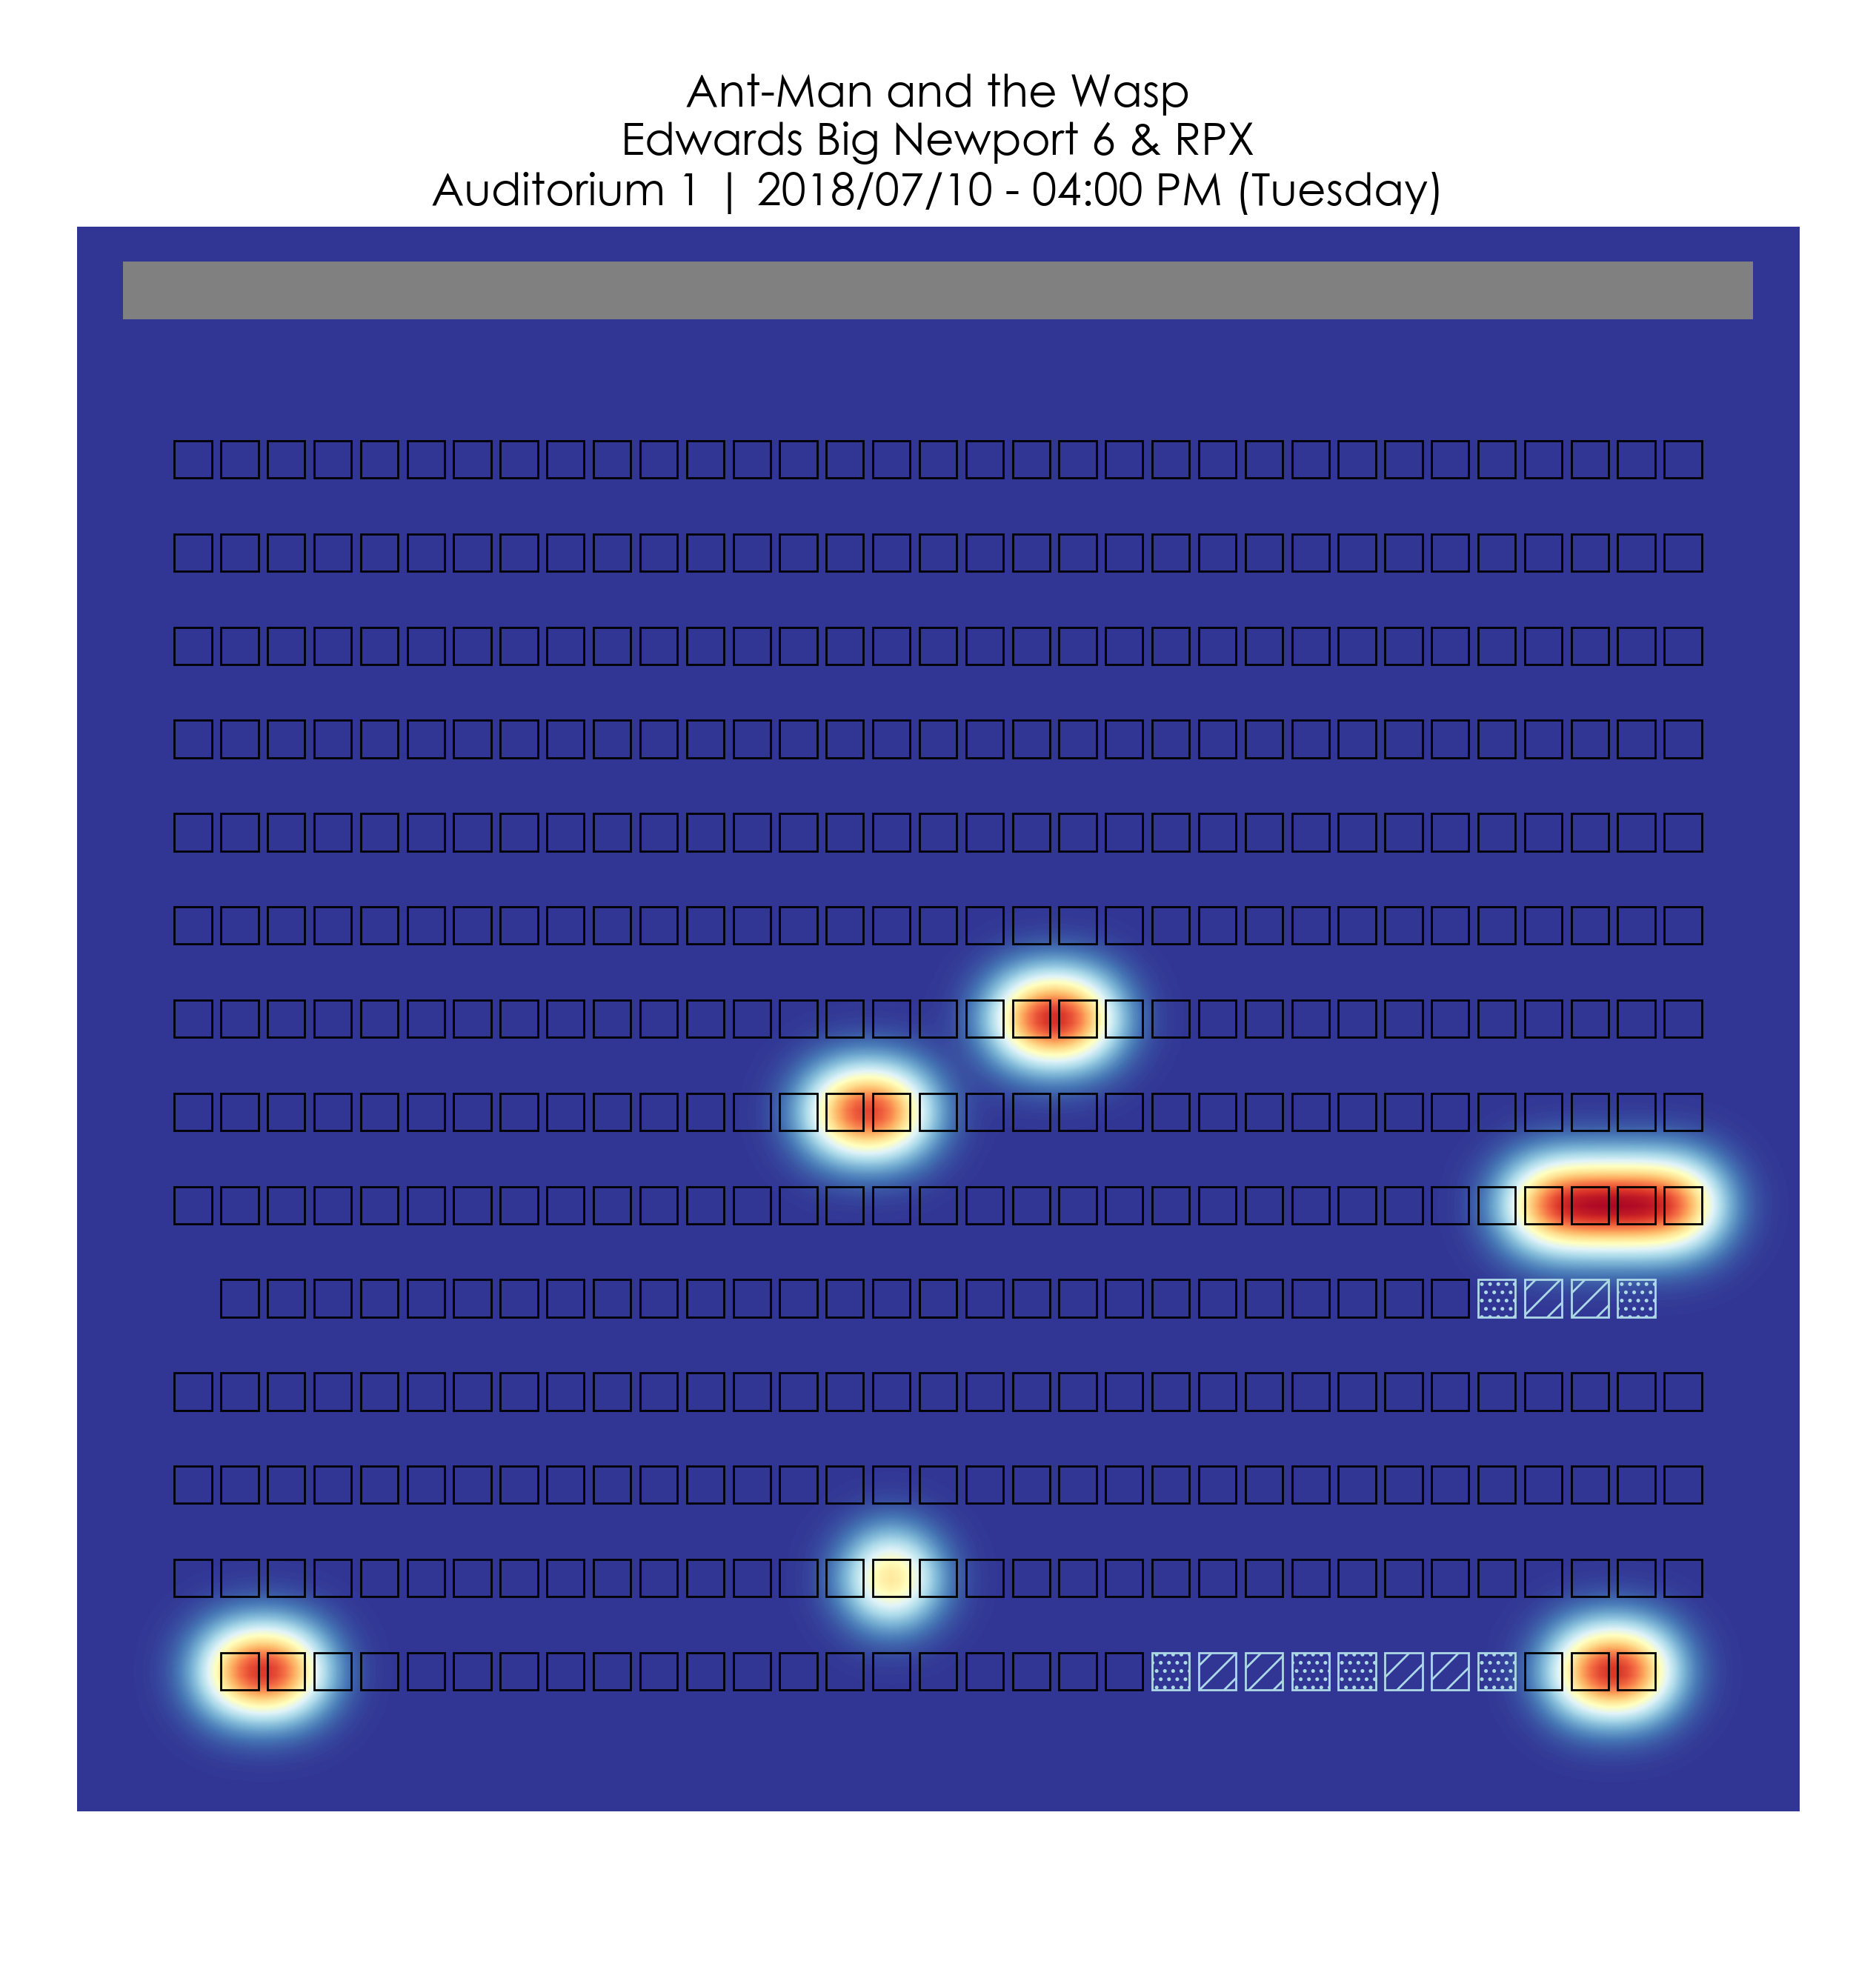 Ant-Man and the Wasp
Edwards Big Newport 6 & RPX
Auditorium 1 | 2018/07/10 - 04:00 PM (Tuesday)